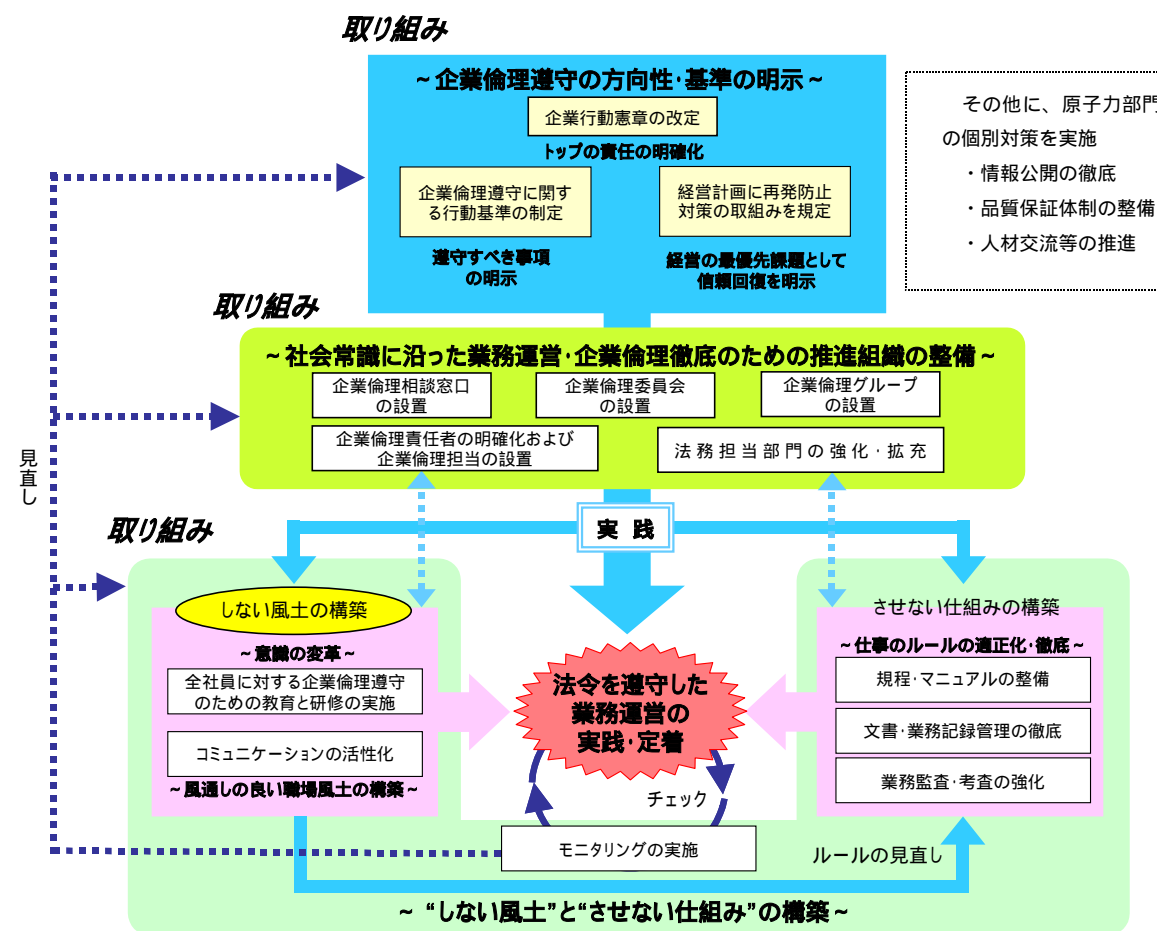 取り組み
~企業倫理遵守の方向性・基準の明示~
企業行動憲章の改定
トップの責任の明確化
企業倫理遵守に関す
る行動基準の制定
遵守すべき事項
の明示
経営計画に再発防止
対策の取組みを規定
経営の最優先課題として
信頼回復を明示
その他に、原子力部門
の個別対策を実施
・情報公開の徹底
・品質保証体制の整備
・人材交流等の推進
取り組み
~社会常識に沿った業務運営・企業倫理徹底のための推進組織の整備~
企業倫理相談窓口
の設置
企業倫理委員会
の設置
企業倫理グループ
の設置
企業倫理責任者の明確化および
企業倫理担当の設置
法務担当部門の強化・拡充
見直し
実 践
取り組み
しない風土の構築
~意識の変革~
全社員に対する企業倫理遵守
のための教育と研修の実施
コミュニケーションの活性化
~風通しの良い職場風土の構築~
法令を遵守した
業務運営の
実践・定着
チェック
モニタリングの実施
させない仕組みの構築
~仕事のルールの適正化・徹底~
規程・マニュアルの整備
文書・業務記録管理の徹底
業務監査・考査の強化
ルールの見直し
~ “しない風土”と“させない仕組み”の構築~